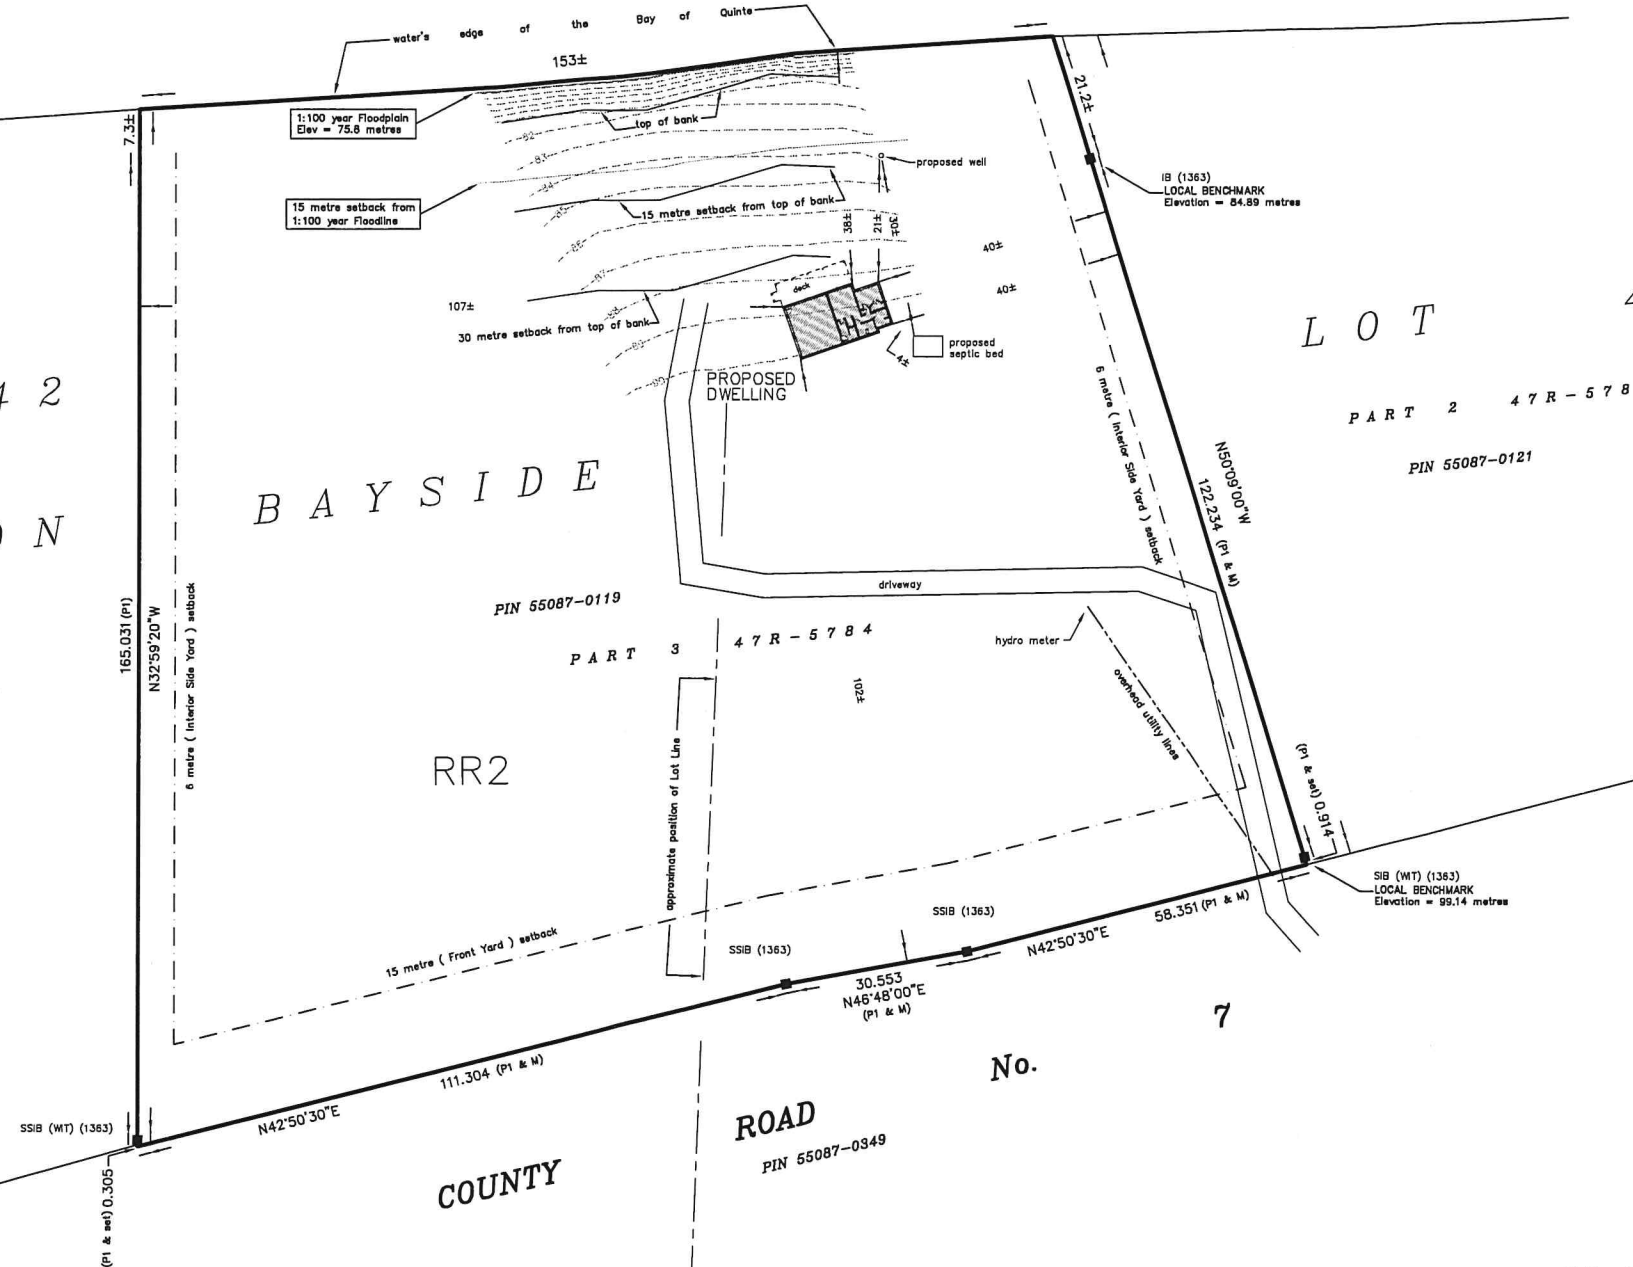 water's edge of the Bay of Quinte
153±
7.3±
1:100 year Floodplain
Elev = 75.8 metres
top of bank
21.2±
82
83
84
85
86
87
proposed well
IB (1363)
LOCAL BENCHMARK
Elevation = 84.89 metres
15 metre setback from
1:100 year Floodline
15 metre setback from top of bank
38±
21±
30±
40±
40±
deck
107±
30 metre setback from top of bank
89
90
4±
proposed
septic bed
PROPOSED
DWELLING
LOT
PART 2 47R-578
PIN 55087-0121
42
N
BAYSIDE
6 metre ( Interior Side Yard ) setback
N50°09'00"W
122.234 (P1 & M)
driveway
PIN 55087-0119
PART 3 47R-5784
hydro meter
overhead utility lines
165.031 (P1)
N32°59'20"W
6 metre ( Interior Side Yard ) setback
102±
approximate position of Lot Line
RR2
(P1 & set) 0.914
SIB (WIT) (1363)
LOCAL BENCHMARK
Elevation = 99.14 metres
15 metre ( Front Yard ) setback
SSIB (1363)
SSIB (1363)
58.351 (P1 & M)
N42°50'30"E
30.553
N46°48'00"E
(P1 & M)
111.304 (P1 & M)
N42°50'30"E
SSIB (WIT) (1363)
(P1 & set) 0.305
COUNTY ROAD No. 7
PIN 55087-0349